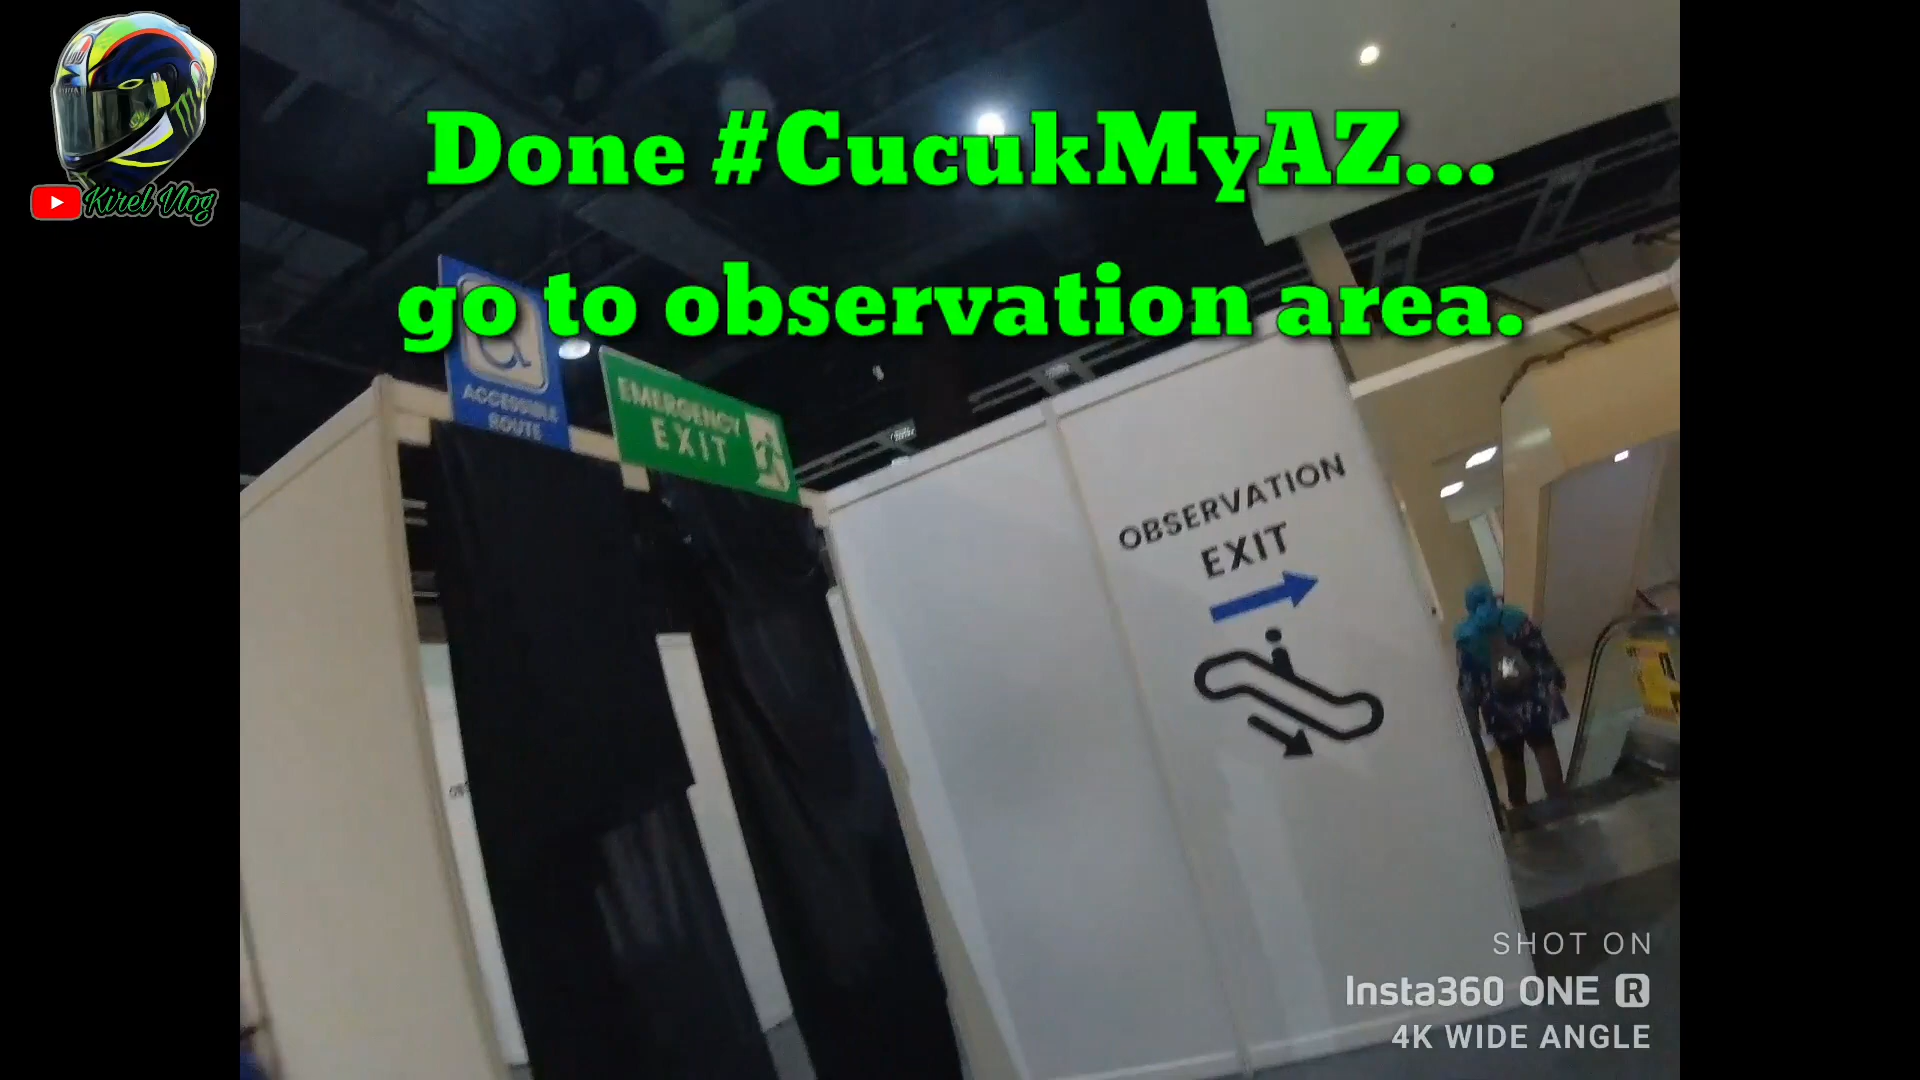 Done #CucukMyAZ...
go to observation area.
Kirel Vlog
ACCESSIBLE
ROUTE
EMERGENCY
EXIT
OBSERVATION
EXIT
SHOT ON
Insta360 ONE R
4K WIDE ANGLE